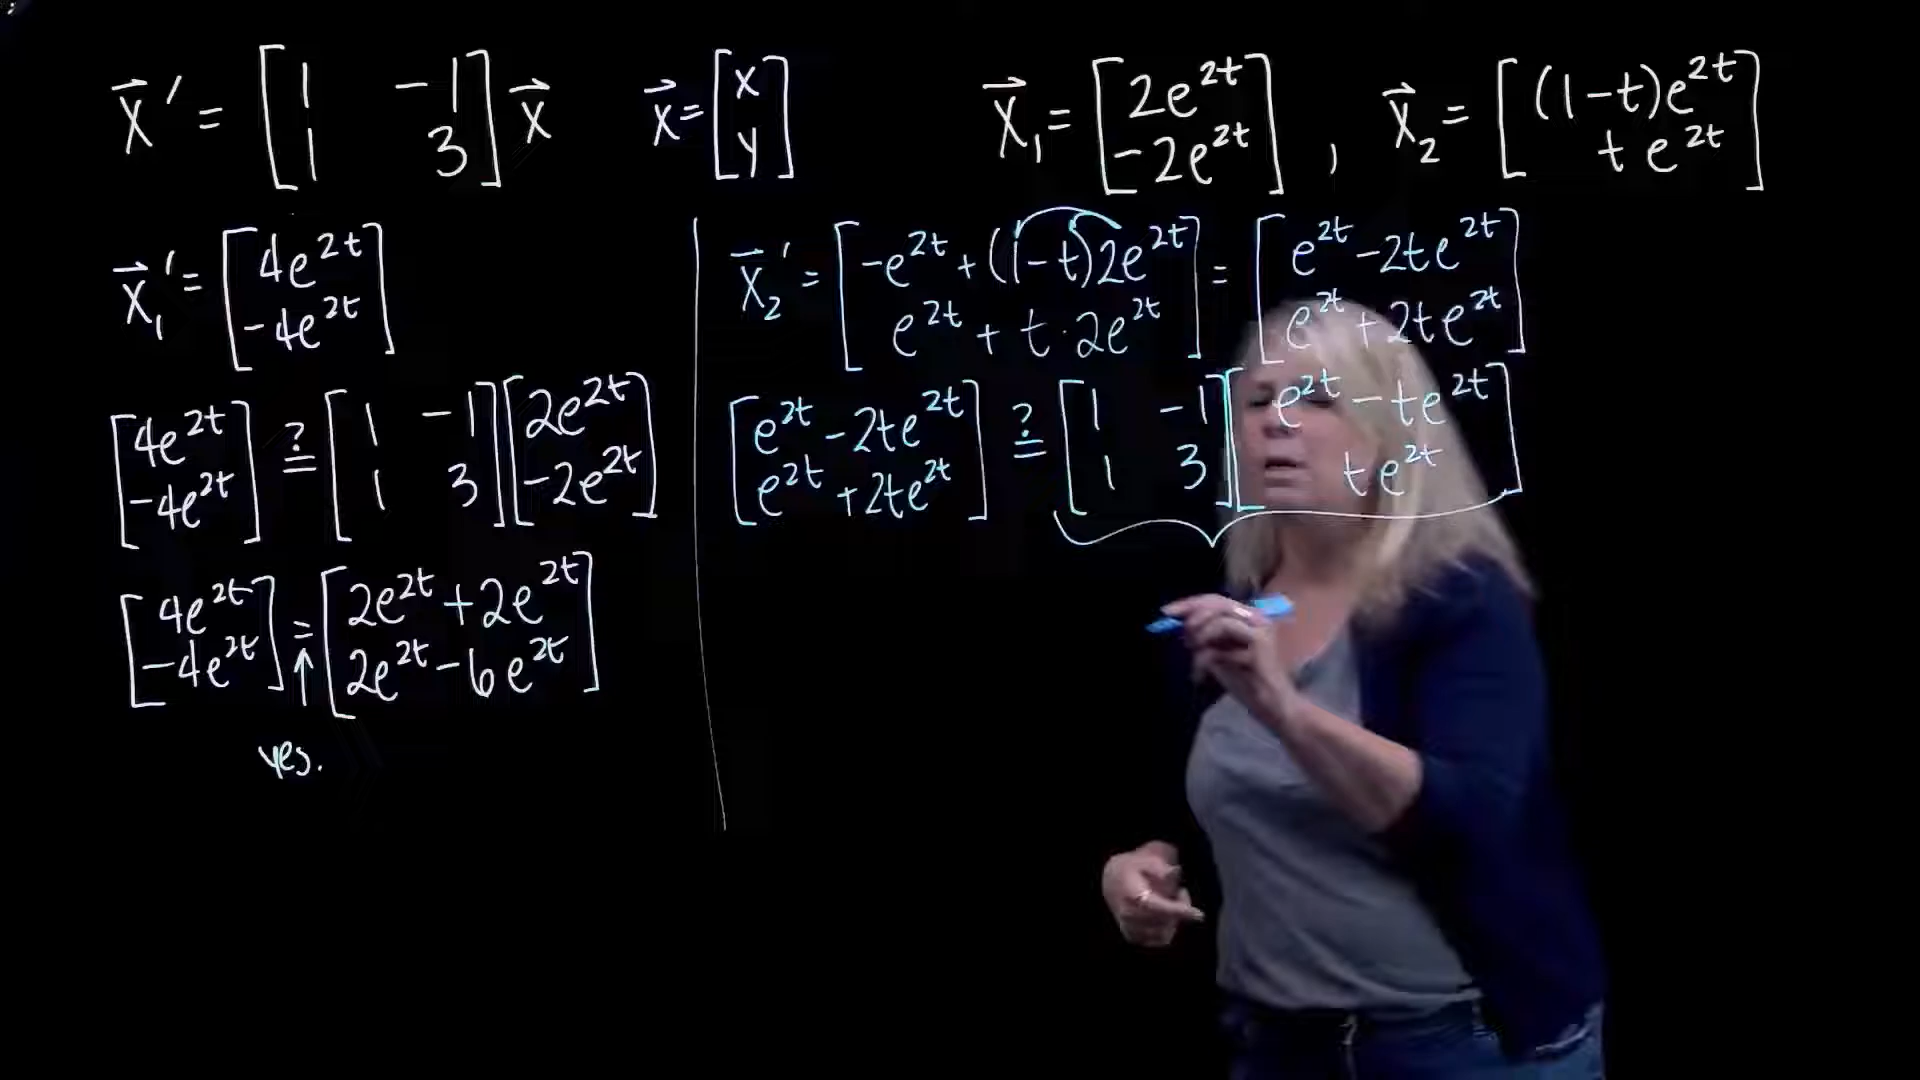 x⃗' = [1 -1; 1 3] x⃗   x⃗ = [x; y]   x⃗₁ = [2e^{2t}; -2e^{2t}] , x⃗₂ = [(1-t)e^{2t}; t e^{2t}]
x⃗₁' = [4e^{2t}; -4e^{2t}]
[4e^{2t}; -4e^{2t}] ≟ [1 -1; 1 3] [2e^{2t}; -2e^{2t}]
[4e^{2t}; -4e^{2t}] = [2e^{2t} + 2e^{2t}; 2e^{2t} - 6e^{2t}]
↑
yes.
x⃗₂' = [-e^{2t} + (1-t)2e^{2t}; e^{2t} + t·2e^{2t}] = [e^{2t} - 2te^{2t}; e^{2t} + 2te^{2t}]
[e^{2t} - 2te^{2t}; e^{2t} + 2te^{2t}] ≟ [1 -1; 1 3] [e^{2t} - te^{2t}; te^{2t}]